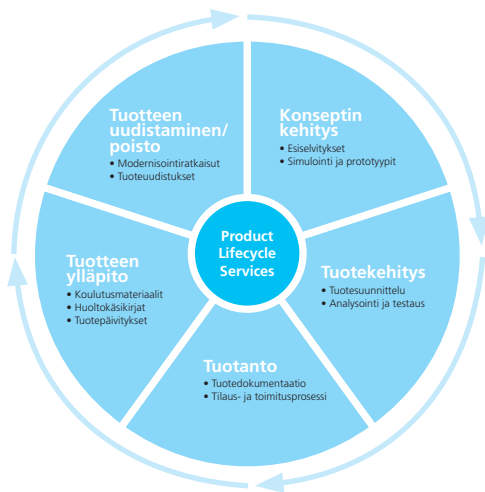 Tuotteen
uudistaminen/
poisto
• Modernisointiratkaisut
• Tuoteuudistukset
Konseptin
kehitys
• Esiselvitykset
• Simulointi ja prototyypit
Product
Lifecycle
Services
Tuotteen
ylläpito
• Koulutusmateriaalit
• Huoltokäsikirjat
• Tuotepäivitykset
Tuotekehitys
• Tuotesuunnittelu
• Analysointi ja testaus
Tuotanto
• Tuotedokumentaatio
• Tilaus- ja toimitusprosessi